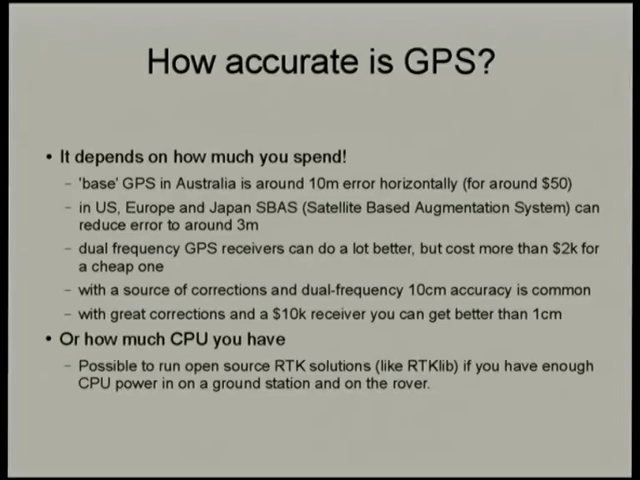 How accurate is GPS?
• It depends on how much you spend!
– 'base' GPS in Australia is around 10m error horizontally (for around $50)
– in US, Europe and Japan SBAS (Satellite Based Augmentation System) can
reduce error to around 3m
– dual frequency GPS receivers can do a lot better, but cost more than $2k for
a cheap one
– with a source of corrections and dual-frequency 10cm accuracy is common
– with great corrections and a $10k receiver you can get better than 1cm
• Or how much CPU you have
– Possible to run open source RTK solutions (like RTKlib) if you have enough
CPU power in on a ground station and on the rover.